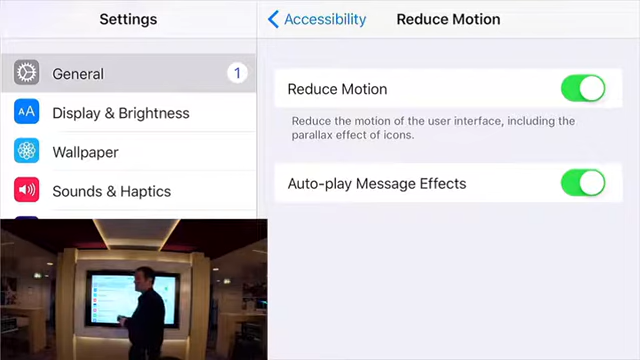 Settings
General
1
AA
Display & Brightness
Wallpaper
Sounds & Haptics
Accessibility
Reduce Motion
Reduce Motion
Reduce the motion of the user interface, including the
parallax effect of icons.
Auto-play Message Effects